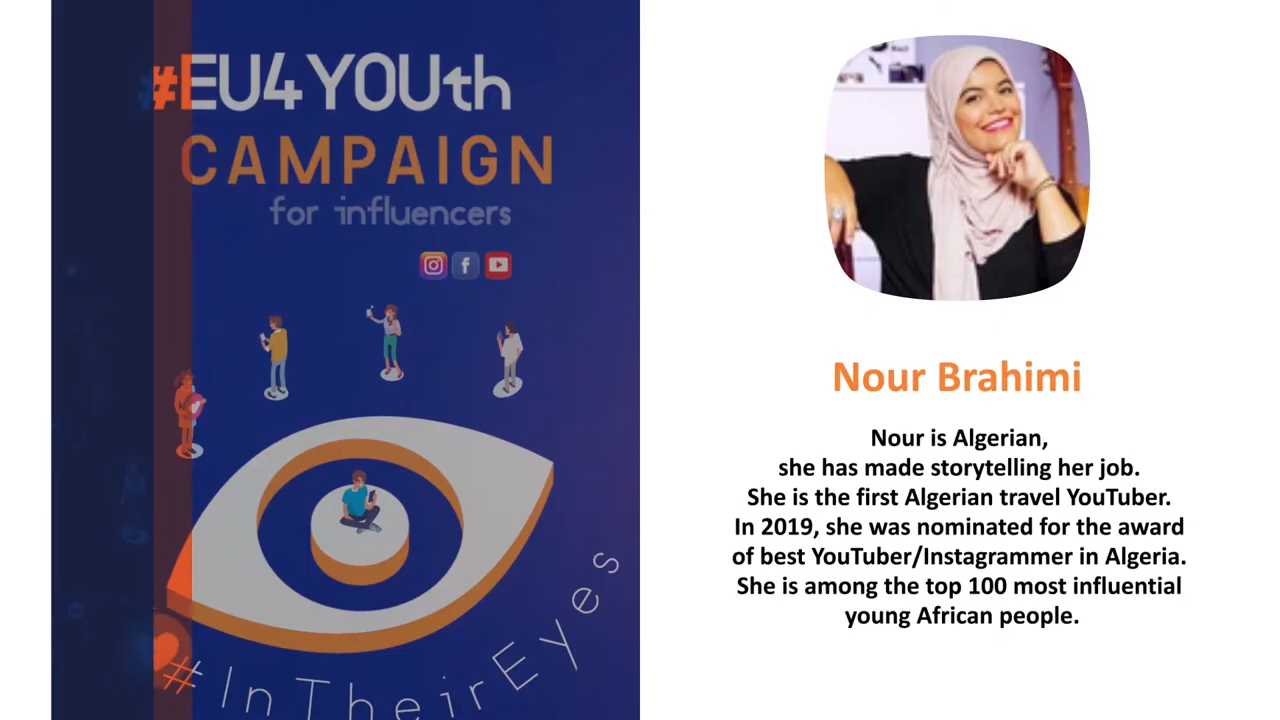 #EU4YOUth
CAMPAIGN
for influencers
#InTheirEyes
Nour Brahimi
Nour is Algerian,
she has made storytelling her job.
She is the first Algerian travel YouTuber.
In 2019, she was nominated for the award
of best YouTuber/Instagrammer in Algeria.
She is among the top 100 most influential
young African people.